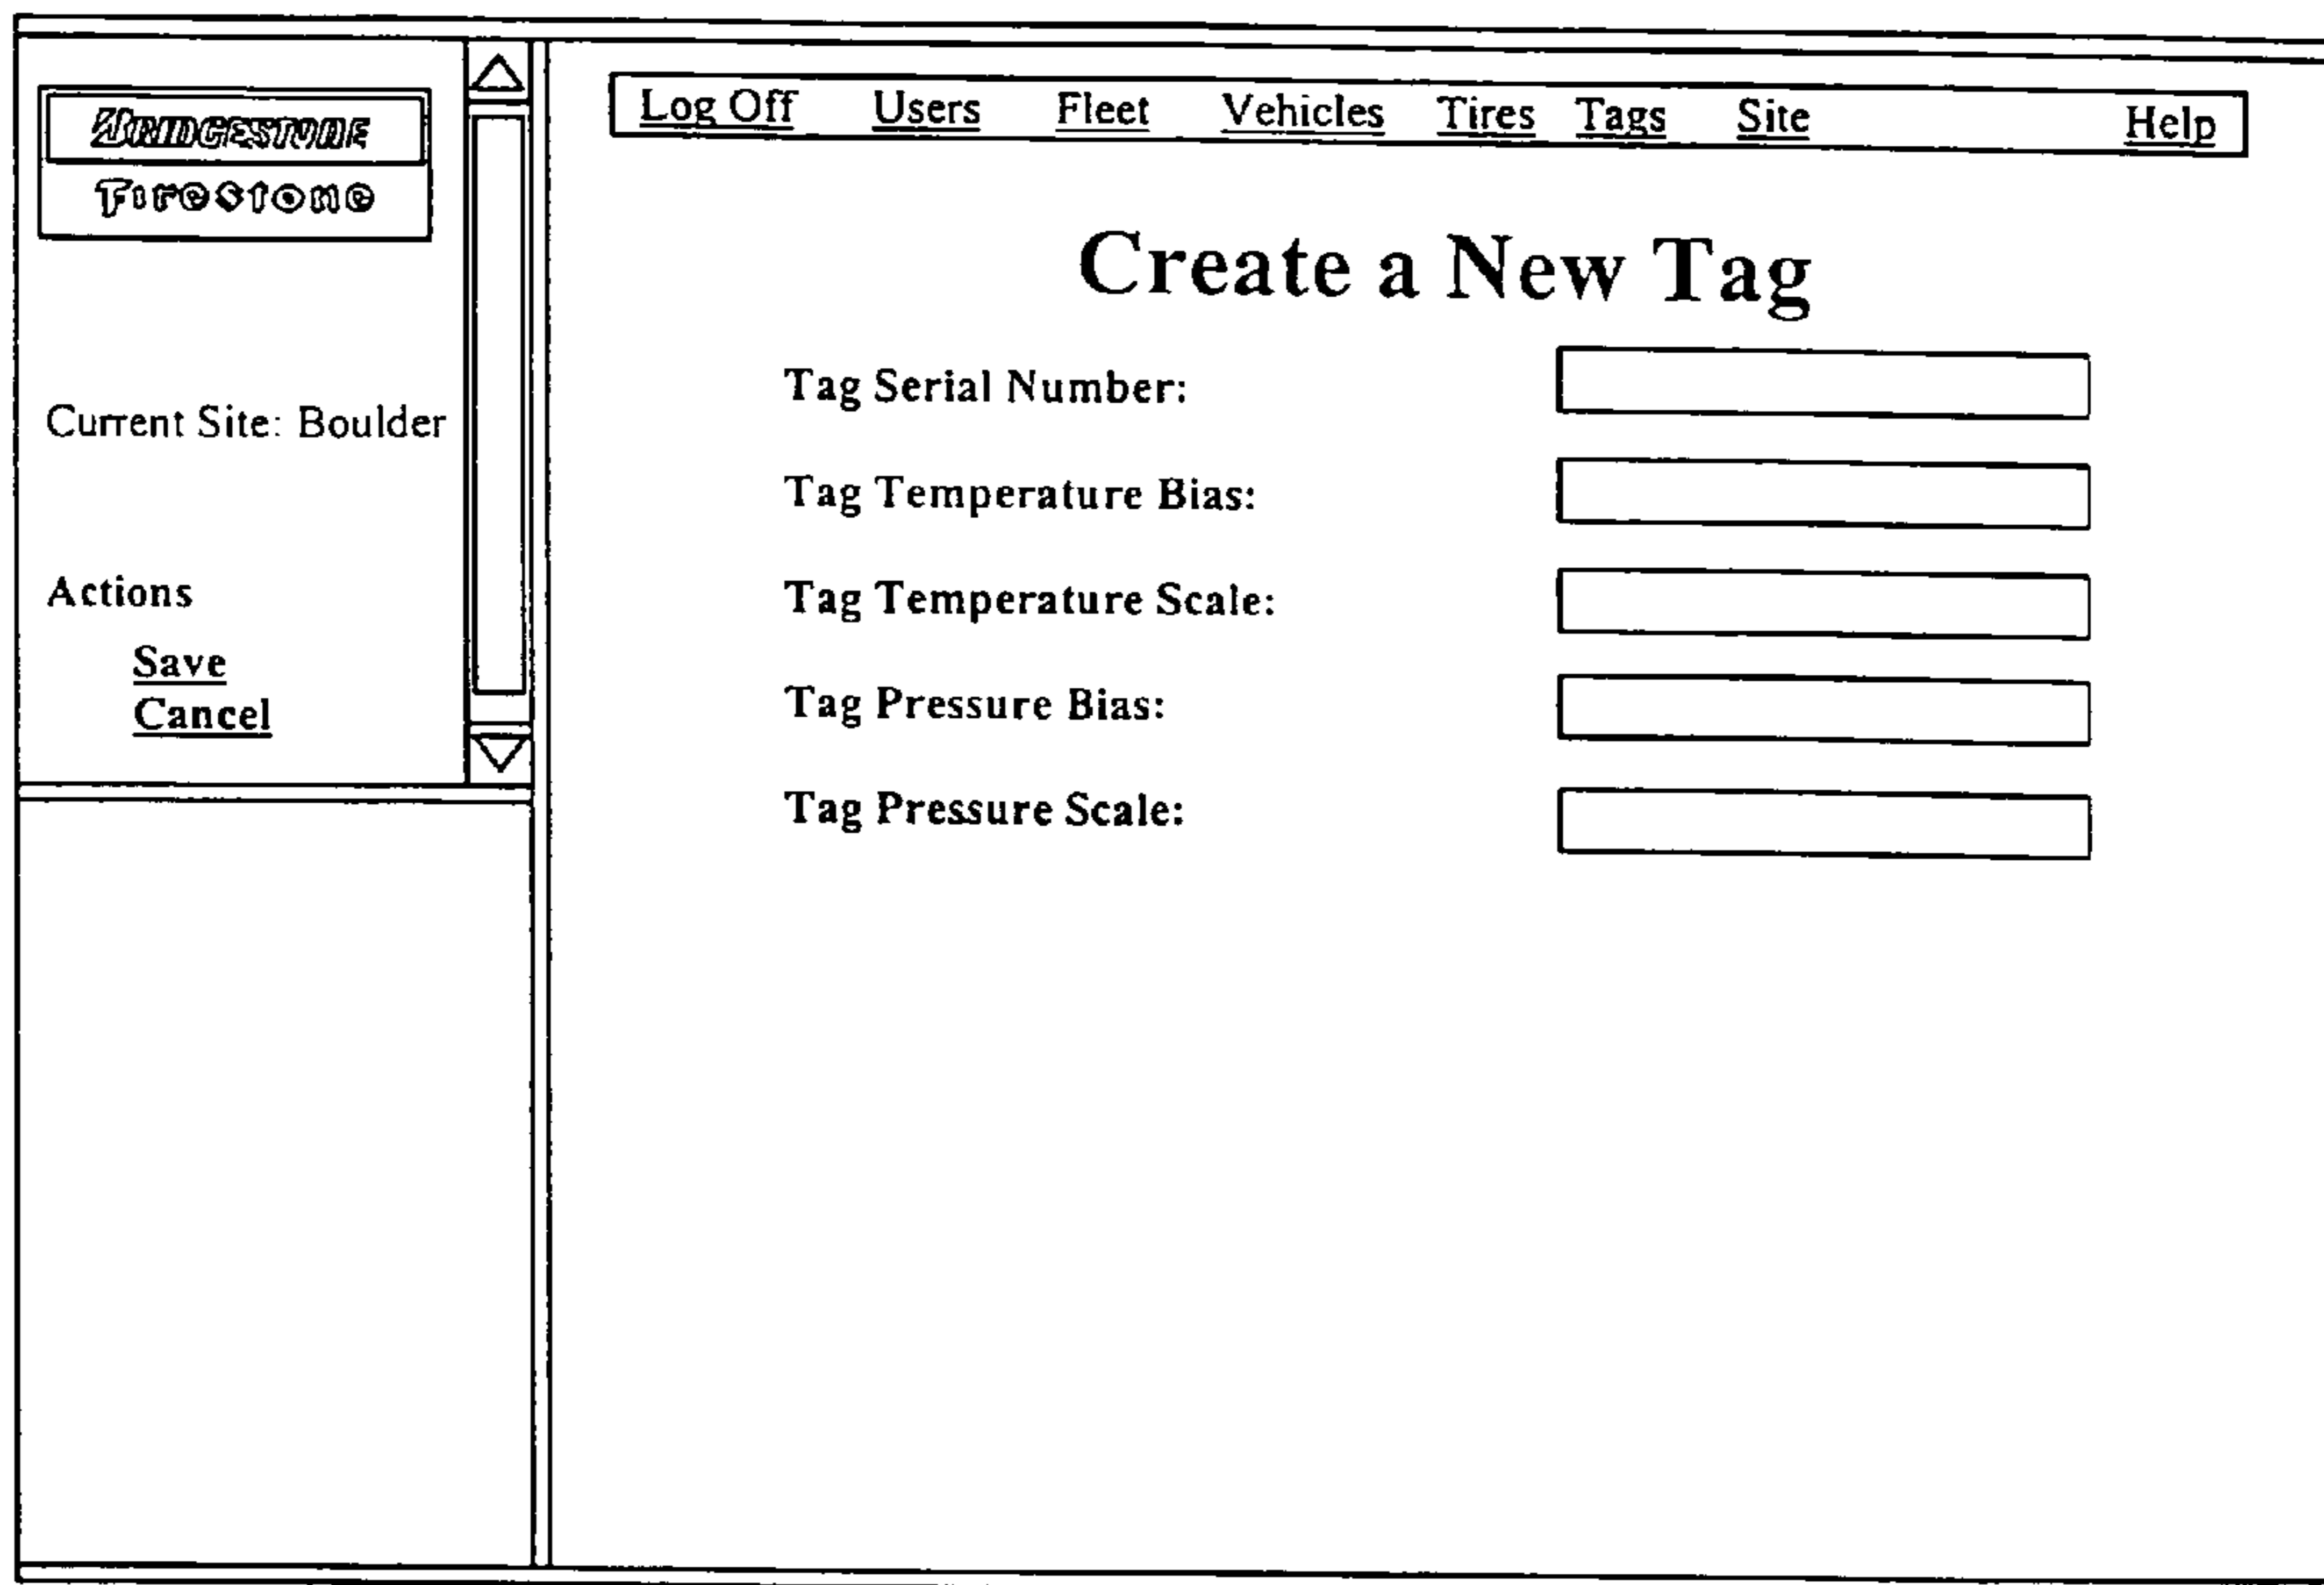 BRIDGESTONE
Firestone
Current Site: Boulder
Actions
Save
Cancel
Log Off Users Fleet Vehicles Tires Tags Site Help
Create a New Tag
Tag Serial Number:
Tag Temperature Bias:
Tag Temperature Scale:
Tag Pressure Bias:
Tag Pressure Scale: